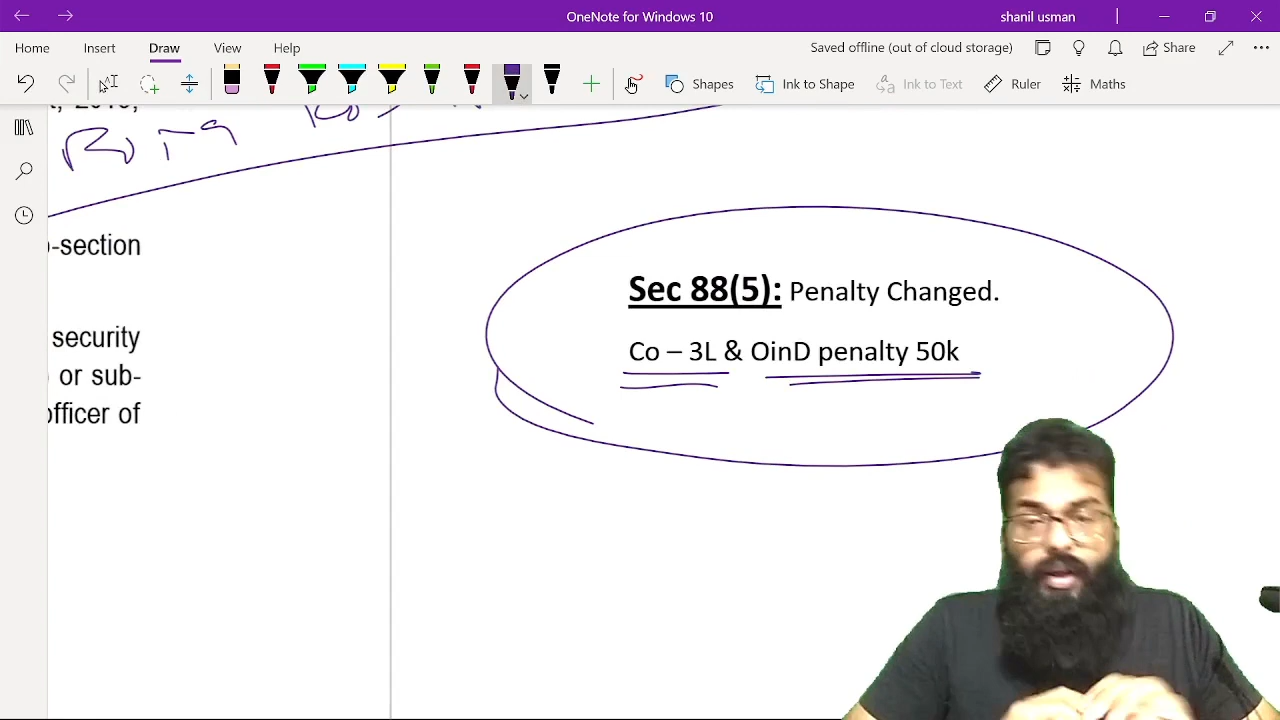 OneNote for Windows 10
shanil usman
Home Insert Draw View Help
Saved offline (out of cloud storage)
Share
Shapes
Ink to Shape
Ink to Text
Ruler
Maths
-section
security
or sub-
officer of
Sec 88(5): Penalty Changed.
Co – 3L & OinD penalty 50k